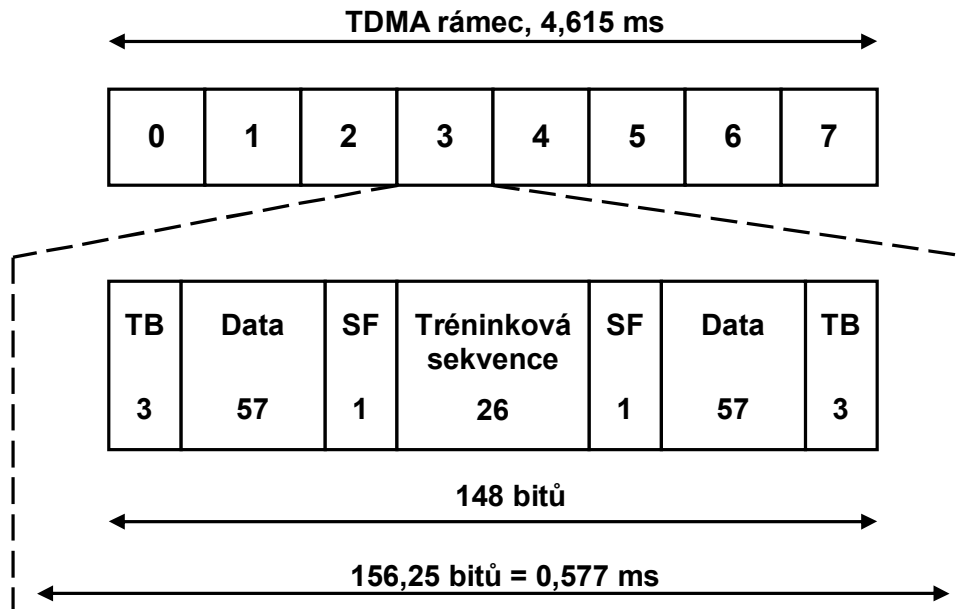 TDMA rámec, 4,615 ms
0 1 2 3 4 5 6 7
TB Data SF Tréninková SF Data TB
sekvence
3 57 1 26 1 57 3
148 bitů
156,25 bitů = 0,577 ms